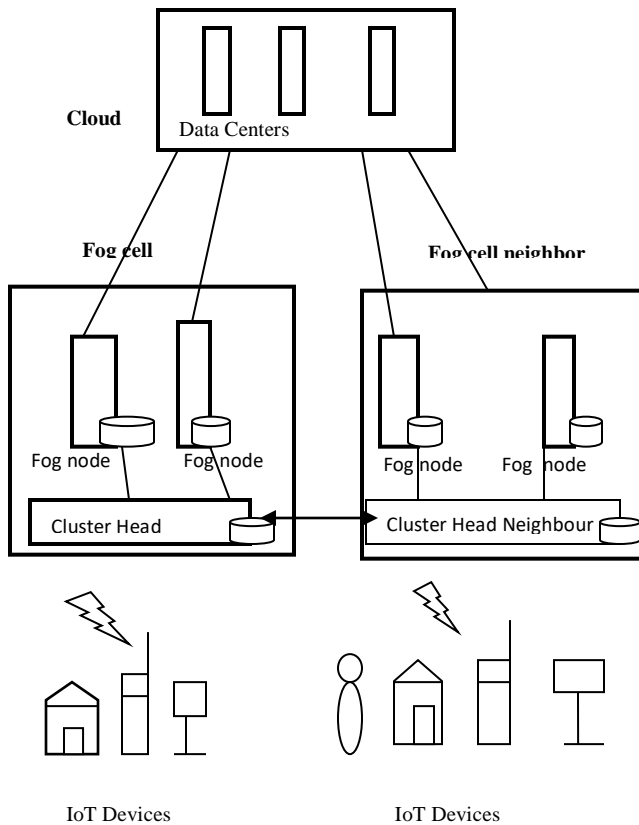 Cloud
Data Centers
Fog cell
Fog cell neighbor
Fog node
Fog node
Fog node
Fog node
Cluster Head
Cluster Head Neighbour
IoT Devices
IoT Devices